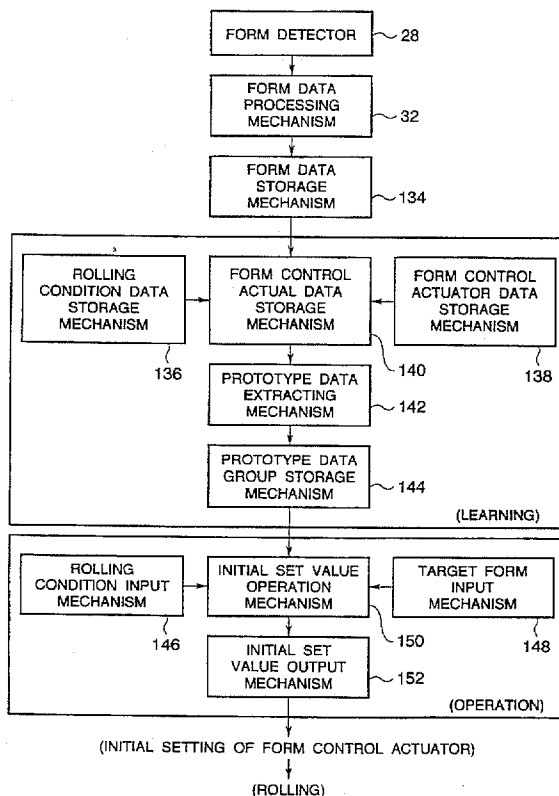 FORM DETECTOR
28
FORM DATA
PROCESSING
MECHANISM
32
FORM DATA
STORAGE
MECHANISM
134
ROLLING
CONDITION DATA
STORAGE
MECHANISM
136
FORM CONTROL
ACTUAL DATA
STORAGE
MECHANISM
140
FORM CONTROL
ACTUATOR DATA
STORAGE
MECHANISM
138
PROTOTYPE DATA
EXTRACTING
MECHANISM
142
PROTOTYPE DATA
GROUP STORAGE
MECHANISM
144
(LEARNING)
ROLLING
CONDITION INPUT
MECHANISM
146
INITIAL SET VALUE
OPERATION
MECHANISM
150
TARGET FORM
INPUT
MECHANISM
148
INITIAL SET
VALUE OUTPUT
MECHANISM
152
(OPERATION)
(INITIAL SETTING OF FORM CONTROL ACTUATOR)
(ROLLING)